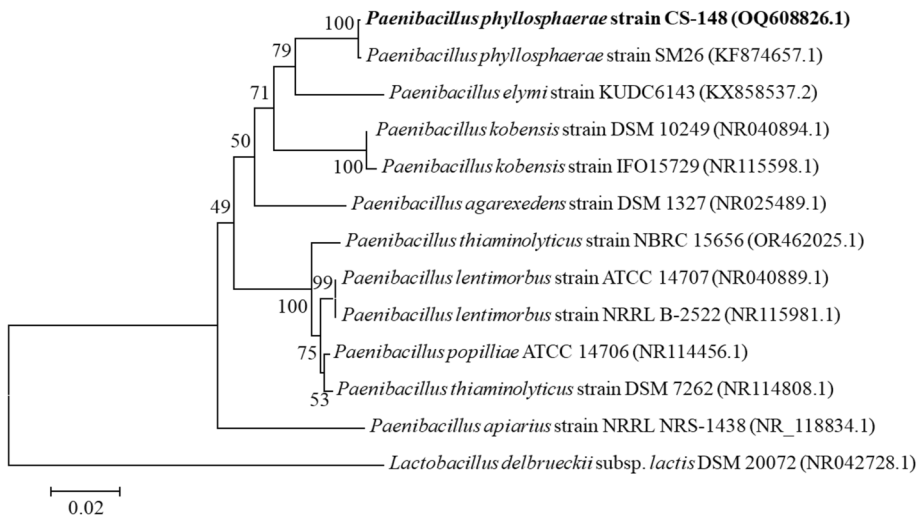 100 Paenibacillus phyllosphaerae strain CS-148 (OQ608826.1)
Paenibacillus phyllosphaerae strain SM26 (KF874657.1)
79
Paenibacillus elymi strain KUDC6143 (KX858537.2)
71
Paenibacillus kobensis strain DSM 10249 (NR040894.1)
50
100 Paenibacillus kobensis strain IFO15729 (NR115598.1)
Paenibacillus agarexedens strain DSM 1327 (NR025489.1)
49
Paenibacillus thiaminolyticus strain NBRC 15656 (OR462025.1)
99 Paenibacillus lentimorbus strain ATCC 14707 (NR040889.1)
100
Paenibacillus lentimorbus strain NRRL B-2522 (NR115981.1)
75 Paenibacillus popilliae ATCC 14706 (NR114456.1)
Paenibacillus thiaminolyticus strain DSM 7262 (NR114808.1)
53
Paenibacillus apiarius strain NRRL NRS-1438 (NR_118834.1)
Lactobacillus delbrueckii subsp. lactis DSM 20072 (NR042728.1)
0.02